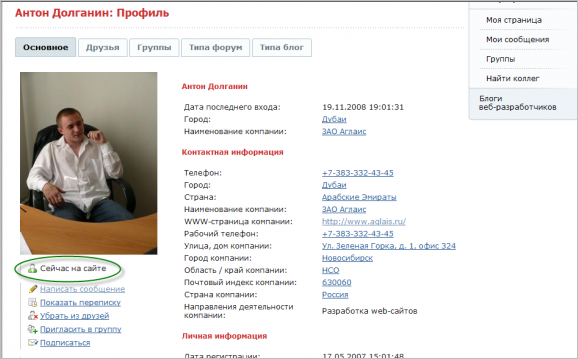 Антон Долганин: Профиль
Основное
Друзья
Группы
Типа форум
Типа блог
Моя страница
Мои сообщения
Группы
Найти коллег
Блоги
веб-разработчиков
Антон Долганин
Дата последнего входа: 19.11.2008 19:01:31
Город: Дубаи
Наименование компании: ЗАО Аглаис
Контактная информация
Телефон: +7-383-332-43-45
Город: Дубаи
Страна: Арабские Эмираты
Наименование компании: ЗАО Аглаис
WWW-страница компании: http://www.aglais.ru/
Рабочий телефон: +7-383-332-43-45
Улица, дом компании: Ул. Зеленая Горка, д. 1, офис 324
Город компании: Новосибирск
Область / край компании: НСО
Почтовый индекс компании: 630060
Страна компании: Россия
Направления деятельности
компании: Разработка web-сайтов
Личная информация
Дата регистрации: 17.05.2007 15:01:48
Сейчас на сайте
Написать сообщение
Показать переписку
Убрать из друзей
Пригласить в группу
Подписаться